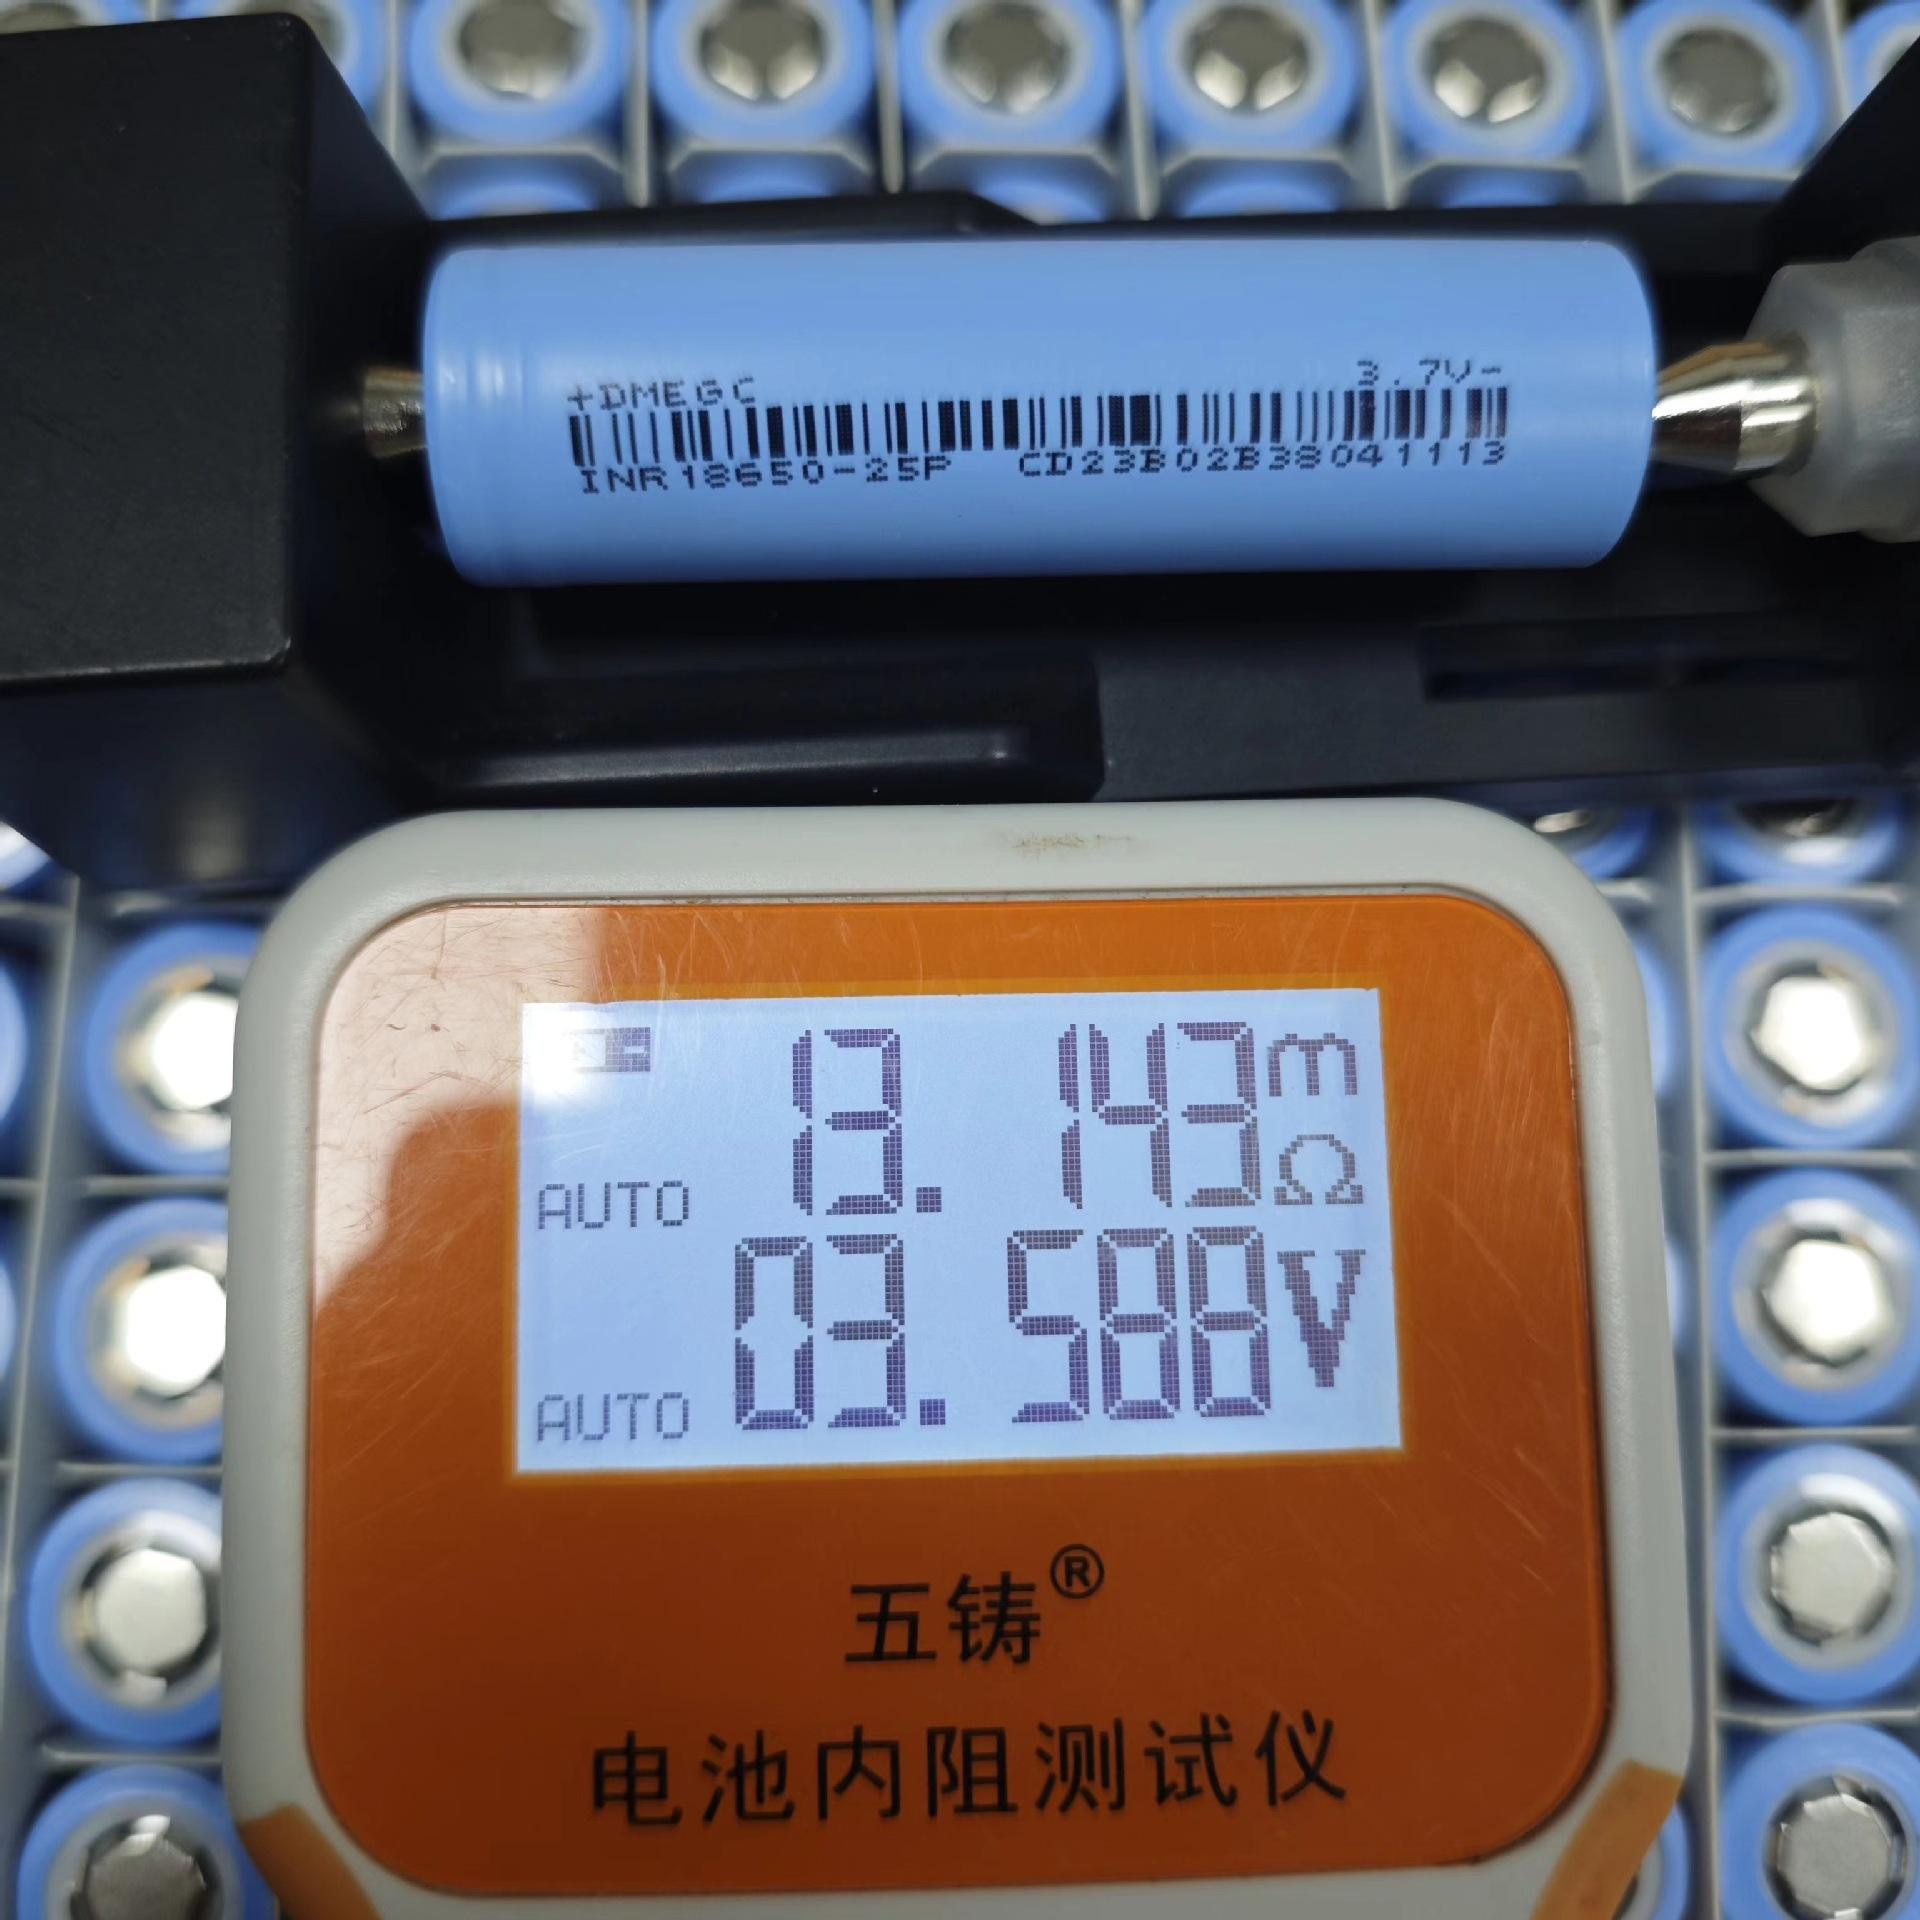 +DMEGC 3.7V-
INR18650-25P CD23B02B38041113
AUTO 13.143mΩ
AUTO 03.588V
五铸®
电池内阻测试仪